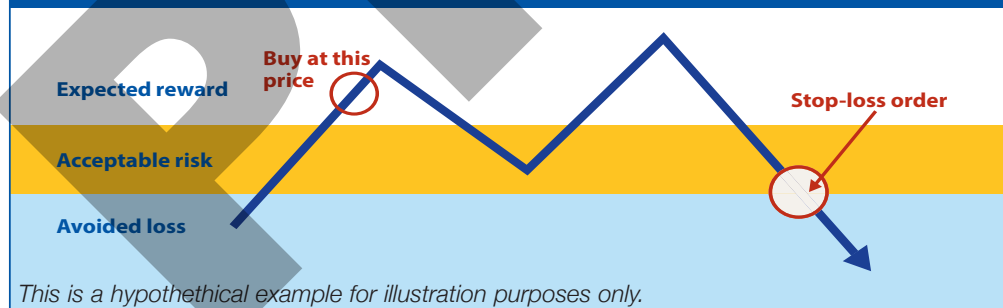 Buy at this
price
Expected reward
Stop-loss order
Acceptable risk
Avoided loss
This is a hypothethical example for illustration purposes only.